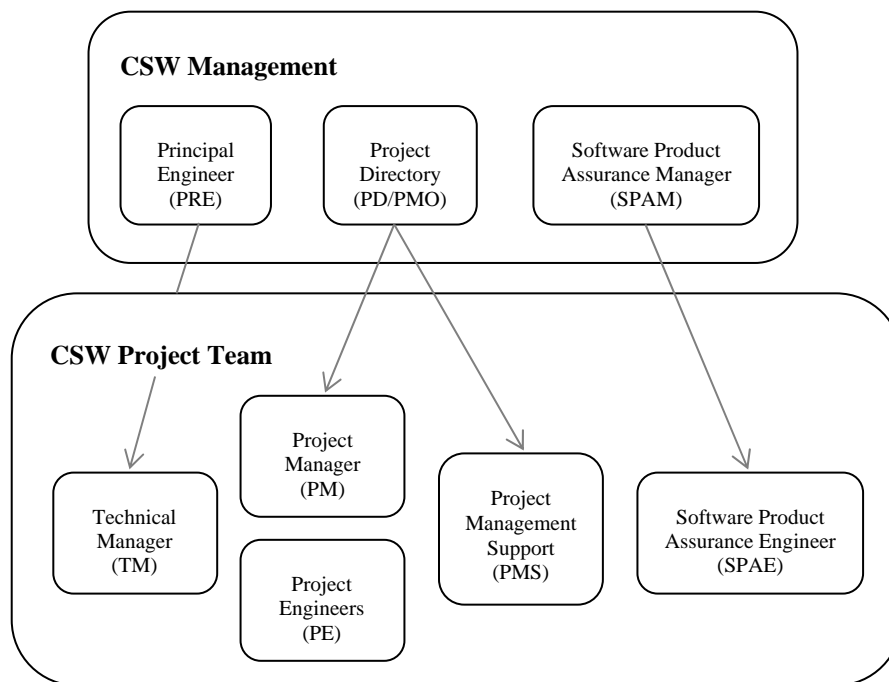 CSW Management
Principal
Engineer
(PRE)
Project
Directory
(PD/PMO)
Software Product
Assurance Manager
(SPAM)
CSW Project Team
Project
Manager
(PM)
Technical
Manager
(TM)
Project
Management
Support
(PMS)
Software Product
Assurance Engineer
(SPAE)
Project
Engineers
(PE)